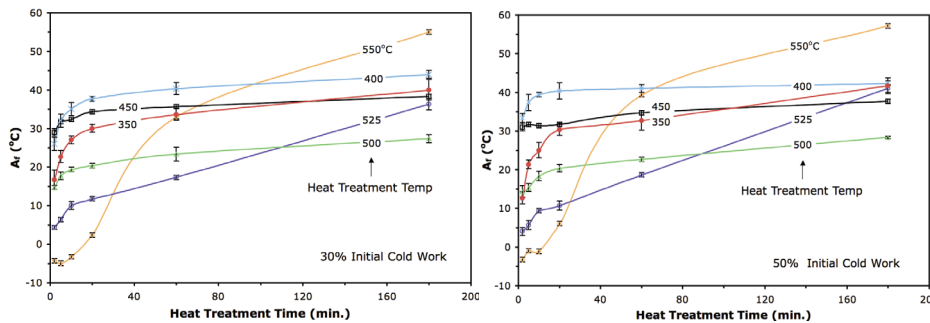 60
50
40
30
20
10
0
-10
A_f (°C)
550°C
400
450
350
525
500
Heat Treatment Temp
30% Initial Cold Work
0 40 80 120 160 200
Heat Treatment Time (min.)
60
50
40
30
20
10
0
-10
A_f (°C)
550°C
400
450
350
525
500
Heat Treatment Temp
50% Initial Cold Work
0 40 80 120 160 200
Heat Treatment Time (min.)